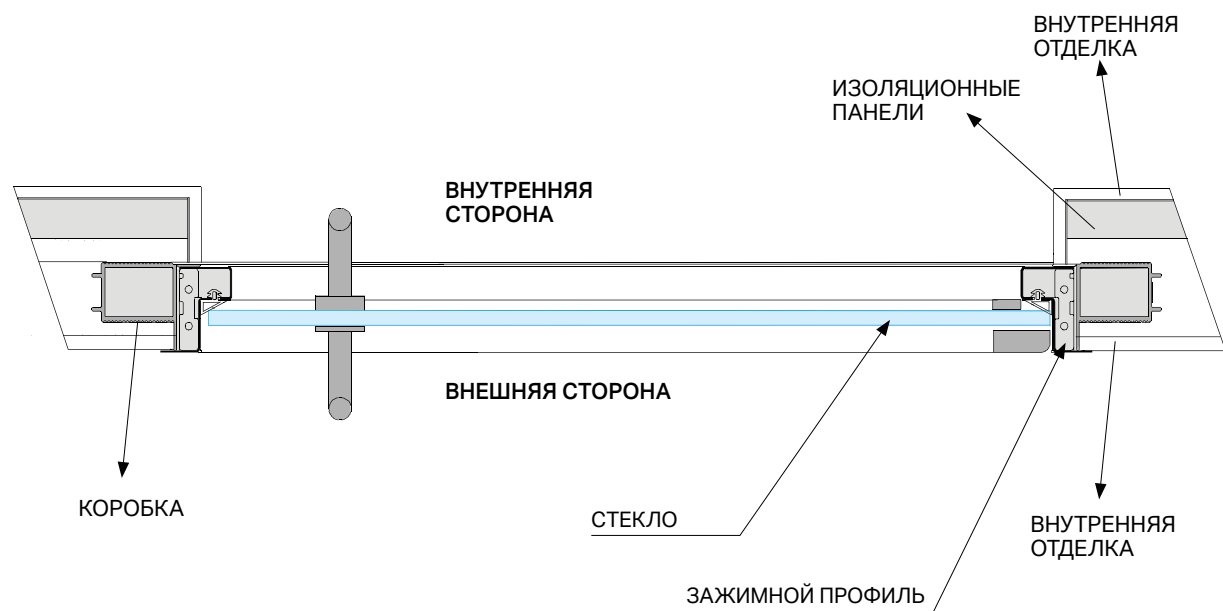 ВНУТРЕННЯЯ
ОТДЕЛКА
ИЗОЛЯЦИОННЫЕ
ПАНЕЛИ
ВНУТРЕННЯЯ
СТОРОНА
ВНЕШНЯЯ СТОРОНА
КОРОБКА
СТЕКЛО
ВНУТРЕННЯЯ
ОТДЕЛКА
ЗАЖИМНОЙ ПРОФИЛЬ